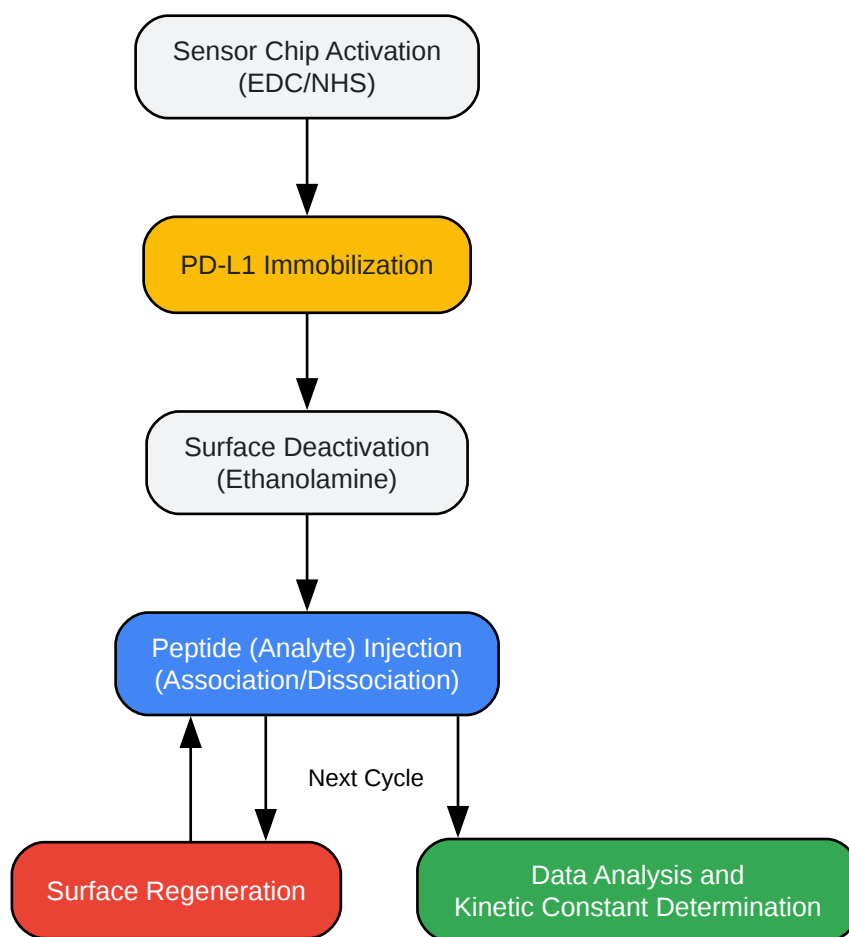 Sensor Chip Activation
(EDC/NHS)
PD-L1 Immobilization
Surface Deactivation
(Ethanolamine)
Peptide (Analyte) Injection
(Association/Dissociation)
Next Cycle
Surface Regeneration
Data Analysis and
Kinetic Constant Determination